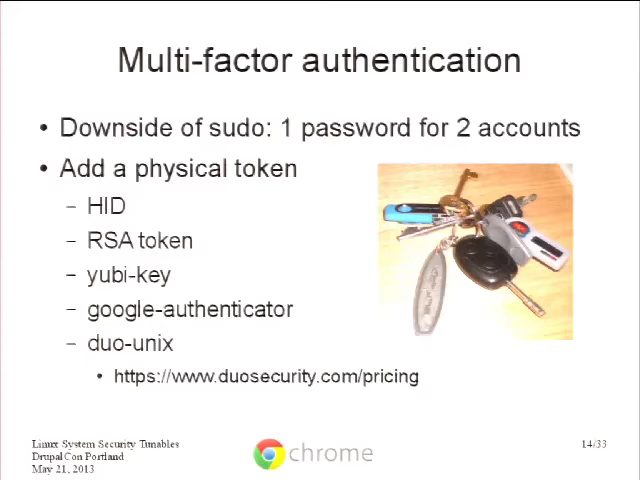 Multi-factor authentication
• Downside of sudo: 1 password for 2 accounts
• Add a physical token
– HID
– RSA token
– yubi-key
– google-authenticator
– duo-unix
• https://www.duosecurity.com/pricing
Linux System Security Tunables
DrupalCon Portland
May 21, 2013
chrome
14/33